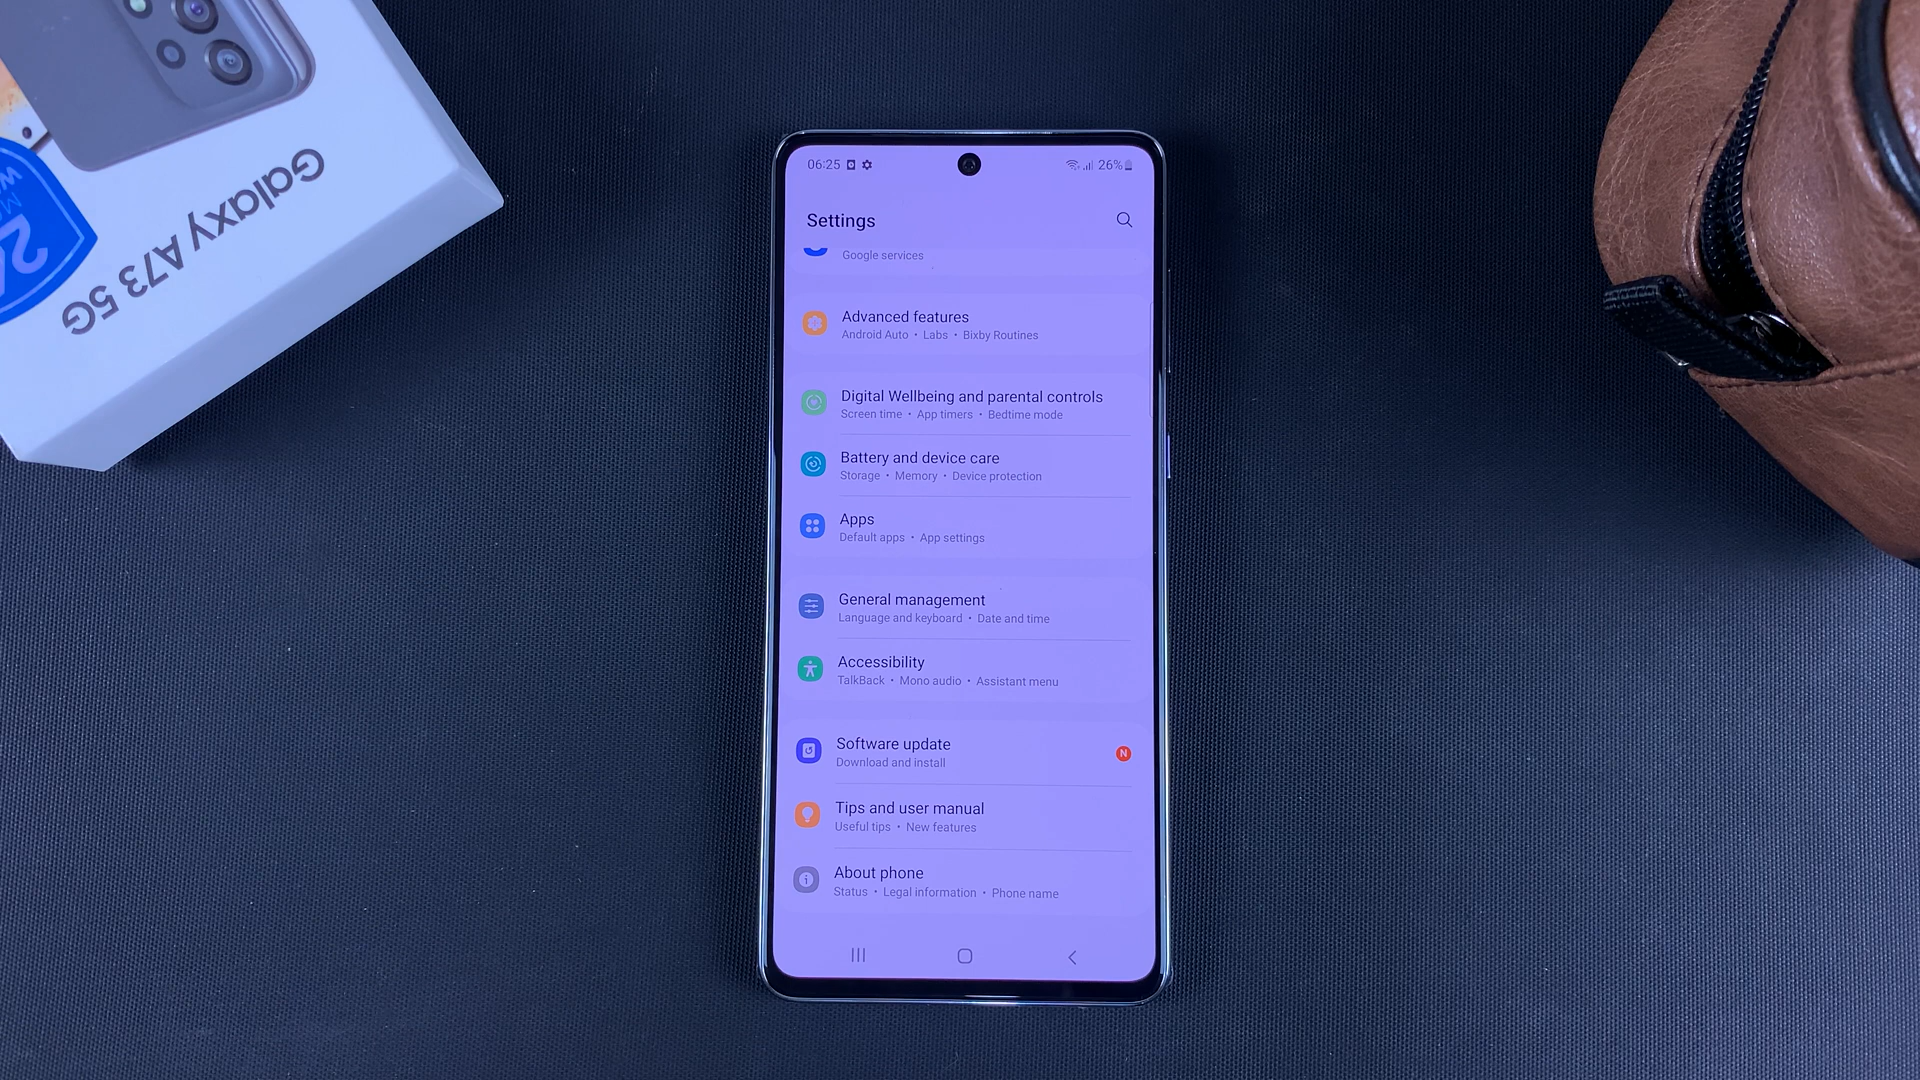 Galaxy A73 5G
06:25
26%
Settings
Google services
Advanced features
Android Auto • Labs • Bixby Routines
Digital Wellbeing and parental controls
Screen time • App timers • Bedtime mode
Battery and device care
Storage • Memory • Device protection
Apps
Default apps • App settings
General management
Language and keyboard • Date and time
Accessibility
TalkBack • Mono audio • Assistant menu
Software update
N
Download and install
Tips and user manual
Useful tips • New features
About phone
Status • Legal information • Phone name